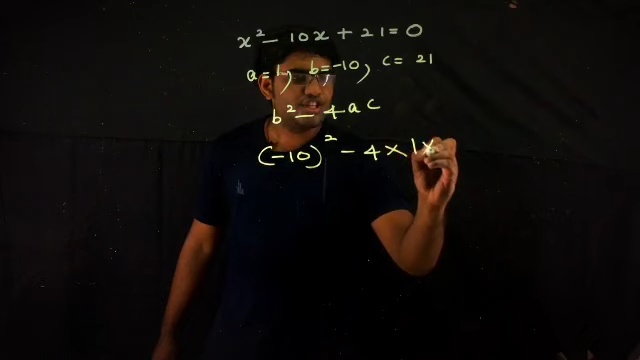 x² - 10x + 21 = 0
a = 1, b = -10, c = 21
b² - 4ac
(-10)² - 4 × 1 ×